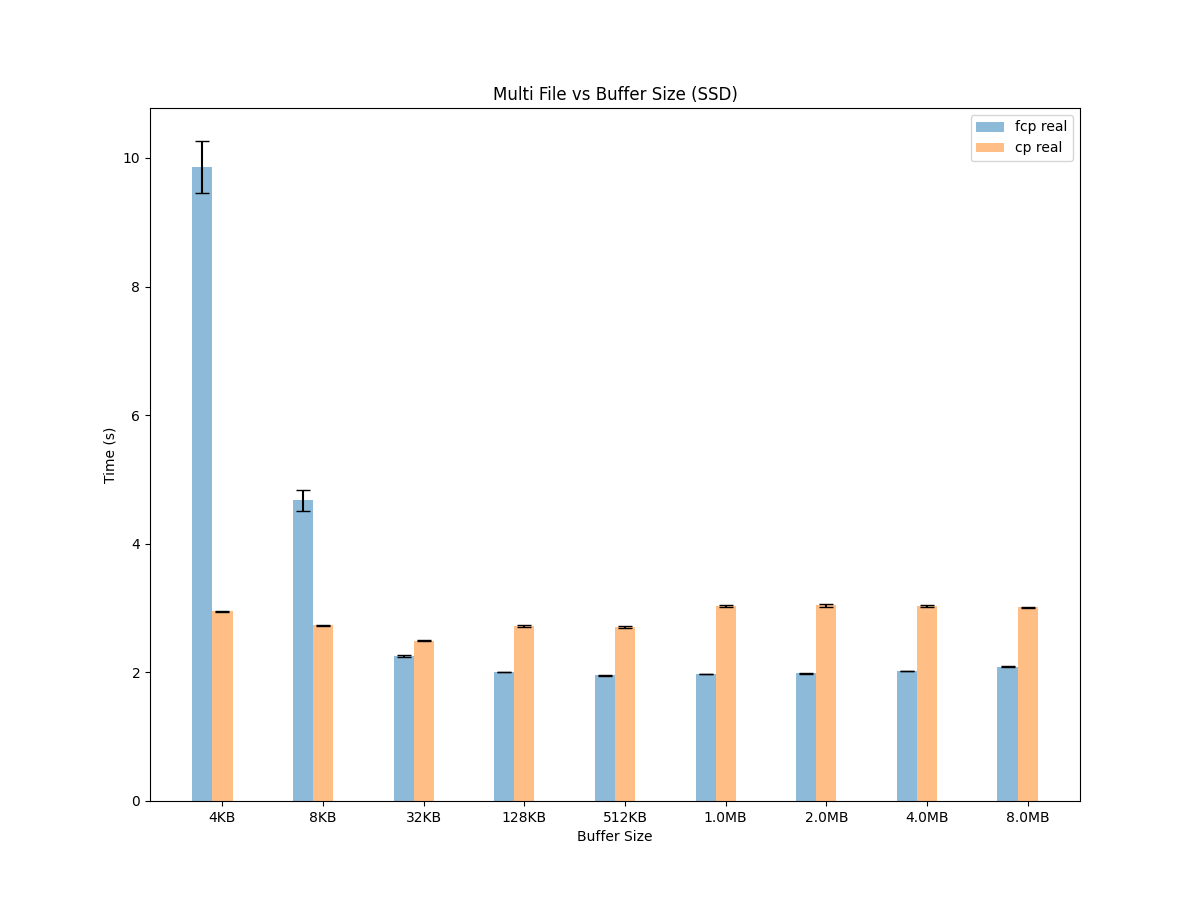 Multi File vs Buffer Size (SSD)
fcp real
cp real
10
8
6
4
2
0
Time (s)
4KB 8KB 32KB 128KB 512KB 1.0MB 2.0MB 4.0MB 8.0MB
Buffer Size